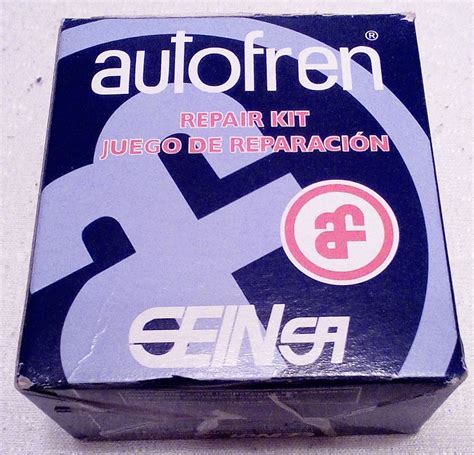 autofren®
REPAIR KIT
JUEGO DE REPARACIÓN
af
SEINSA